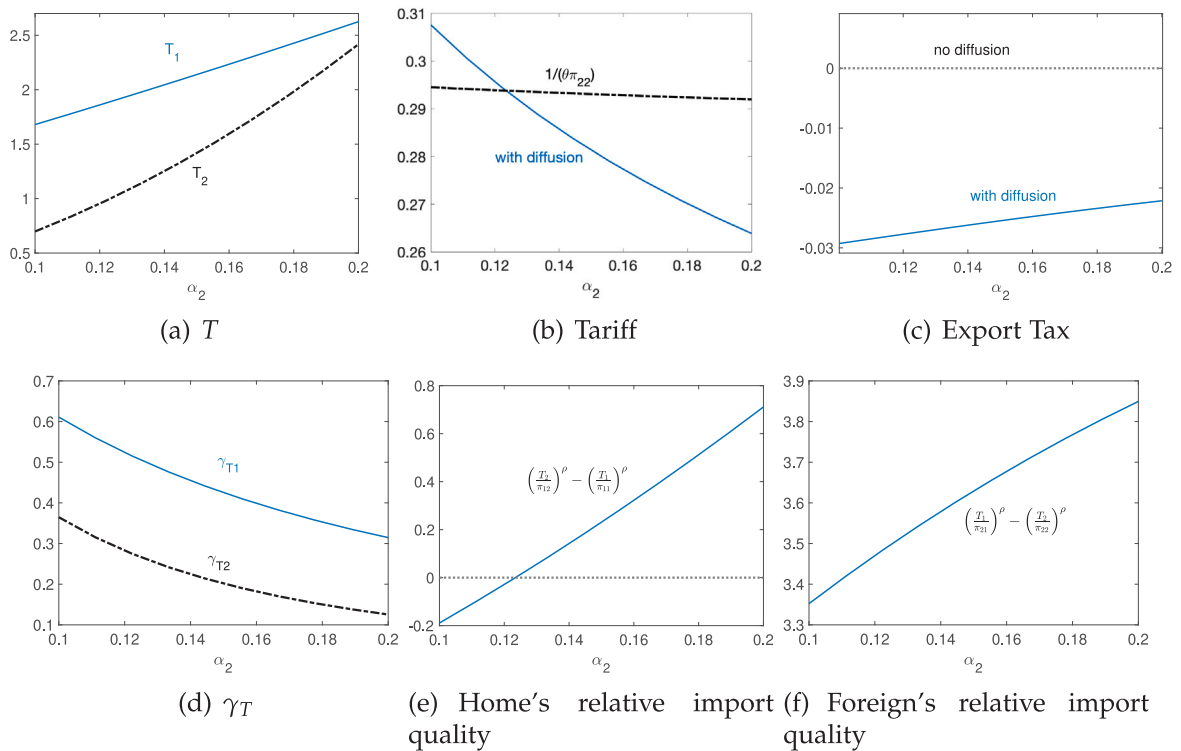 2.5
2
1.5
1
0.5
T₁
T₂
0.1 0.12 0.14 0.16 0.18 0.2
α₂
(a) T
0.31
0.3
0.29
0.28
0.27
0.26
1/(θπ₂₂)
with diffusion
0.1 0.12 0.14 0.16 0.18 0.2
α₂
(b) Tariff
0
-0.01
-0.02
-0.03
no diffusion
with diffusion
0.12 0.14 0.16 0.18 0.2
α₂
(c) Export Tax
0.7
0.6
0.5
0.4
0.3
0.2
0.1
γ_T1
γ_T2
0.1 0.12 0.14 0.16 0.18 0.2
α₂
(d) γ_T
0.8
0.6
0.4
0.2
0
-0.2
(T₂/π₁₂)^ρ − (T₁/π₁₁)^ρ
0.1 0.12 0.14 0.16 0.18 0.2
α₂
(e) Home's relative import
quality
3.9
3.8
3.7
3.6
3.5
3.4
3.3
(T₁/π₂₁)^ρ − (T₂/π₂₂)^ρ
0.1 0.12 0.14 0.16 0.18 0.2
α₂
(f) Foreign's relative import
quality